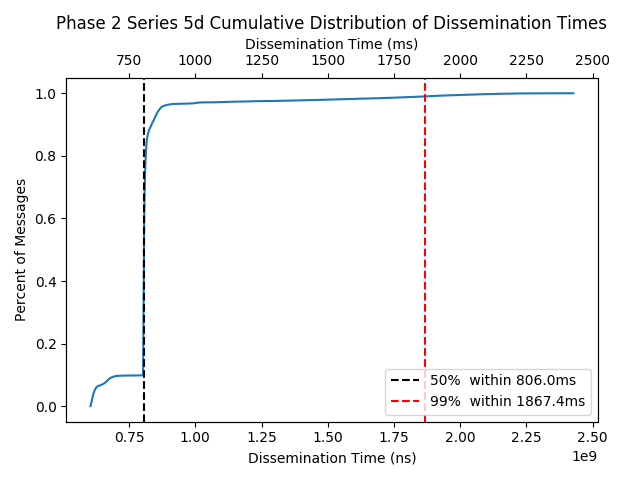 Phase 2 Series 5d Cumulative Distribution of Dissemination Times
Dissemination Time (ms)
750 1000 1250 1500 1750 2000 2250 2500
1.0
0.8
0.6
0.4
0.2
0.0
Percent of Messages
50% within 806.0ms
99% within 1867.4ms
0.75 1.00 1.25 1.50 1.75 2.00 2.25 2.50
1e9
Dissemination Time (ns)